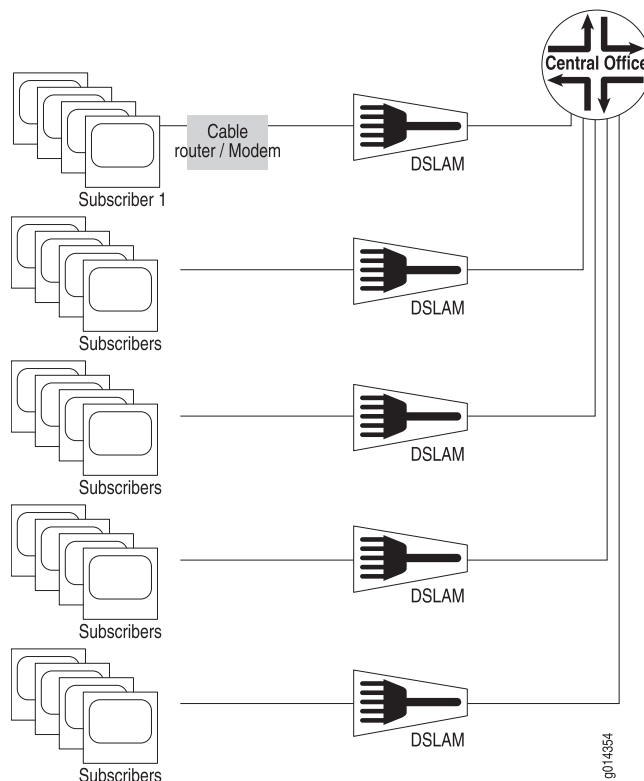 Central Office
Cable
router / Modem
DSLAM
Subscriber 1
DSLAM
Subscribers
DSLAM
Subscribers
DSLAM
Subscribers
DSLAM
Subscribers
g014354